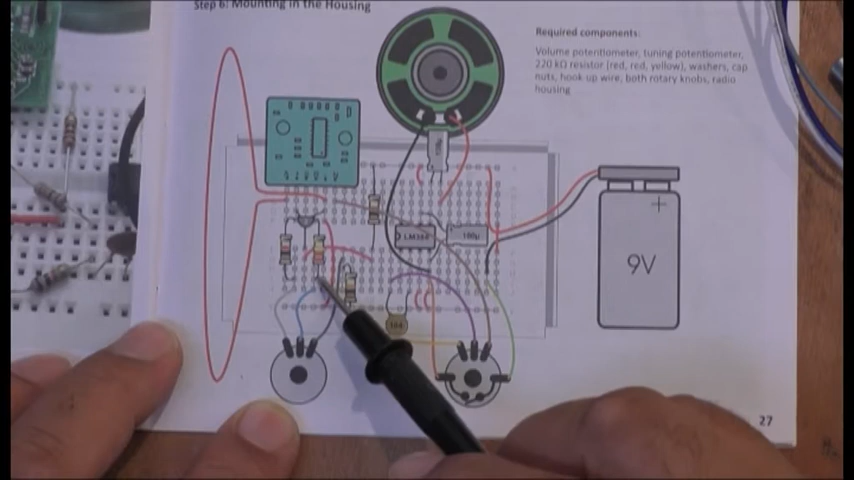 Step 6: Mounting in the Housing
Required components:
Volume potentiometer, tuning potentiometer,
220 kΩ resistor (red, red, yellow), washers, cap
nuts, hook up wire, both rotary knobs, radio
housing
+
9V
LM386
100µ
27